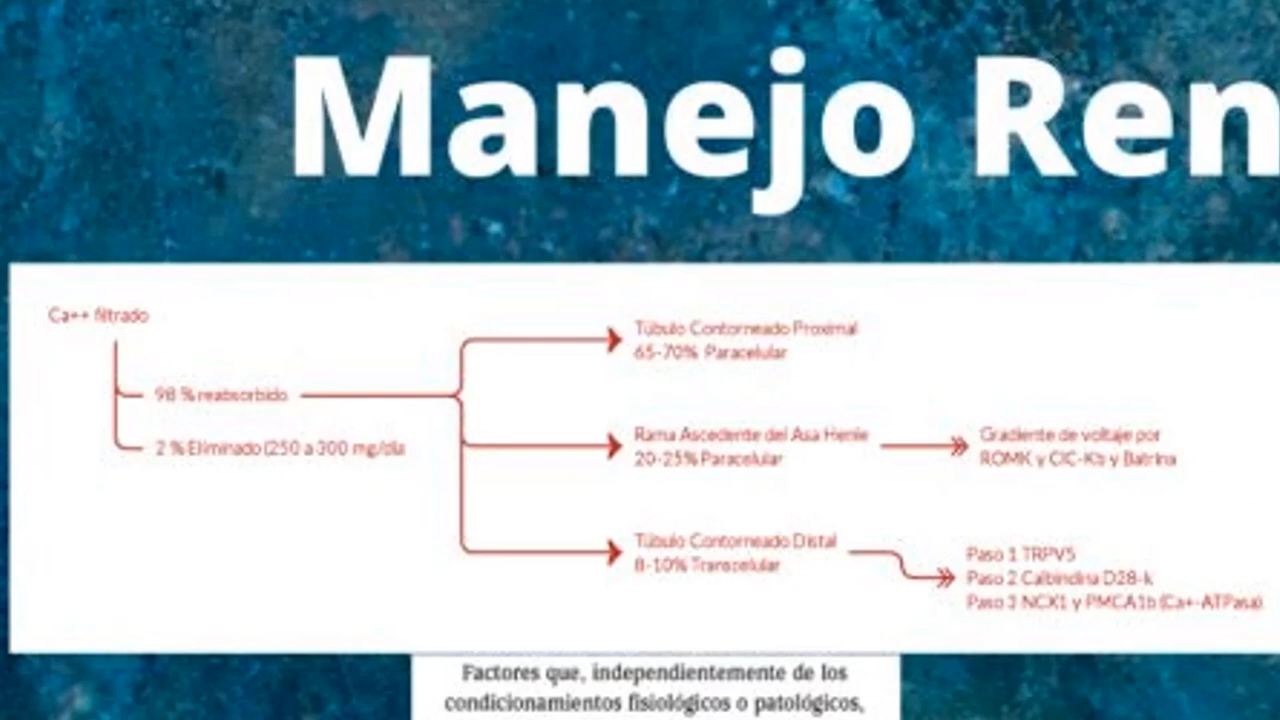 Manejo Ren
Ca++ filtrado
98 % reabsorbido
2 % Eliminado (250 a 300 mg/dia
Túbulo Contorneado Proximal
65-70% Paracelular
Rama Ascedente del Asa Henle
20-25% Paracelular
Gradiente de voltaje por
ROMK y ClC-Kb y Batrina
Túbulo Contorneado Distal
8-10% Transcelular
Paso 1 TRPV5
Paso 2 Calbindina D28-k
Paso 3 NCX1 y PMCA1b (Ca+-ATPasa)
Factores que, independientemente de los
condicionamientos fisiológicos o patológicos,